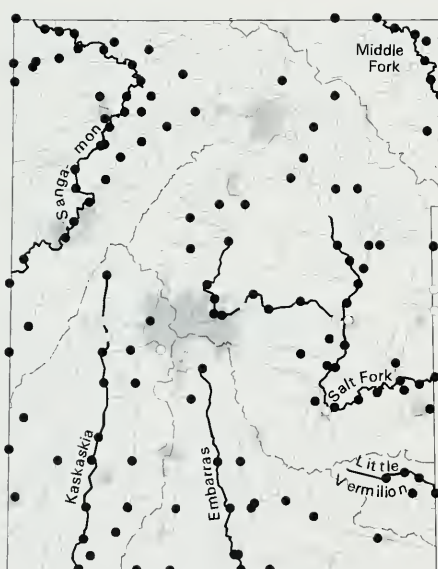 Middle
Fork
Sanga-
mon
Salt Fork
Kaskaskia
Embarras
Little
Vermilion